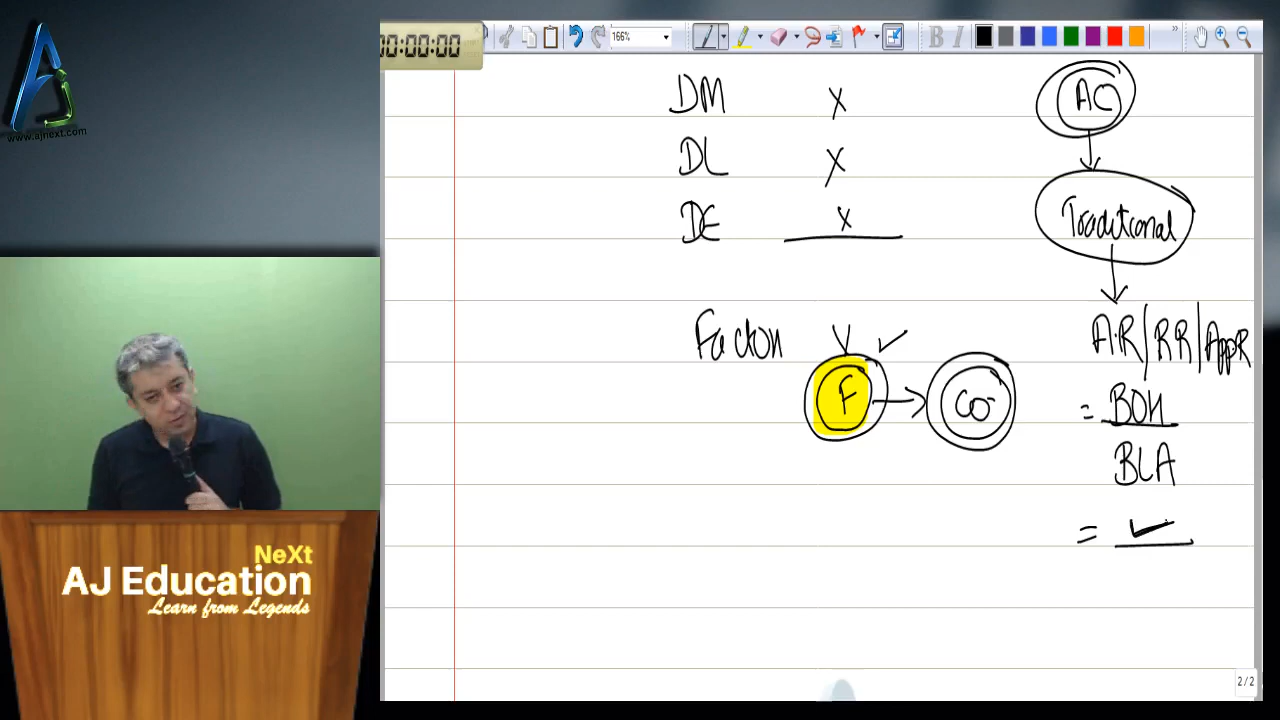 www.ajnext.com
00:00:00
166%
B I
DM X
DL X
DE X
AC
Traditional
A.R | RR | AppR
= BOH
BLA
=
F
CO
NeXt
AJ Education
Learn from Legends
2/2